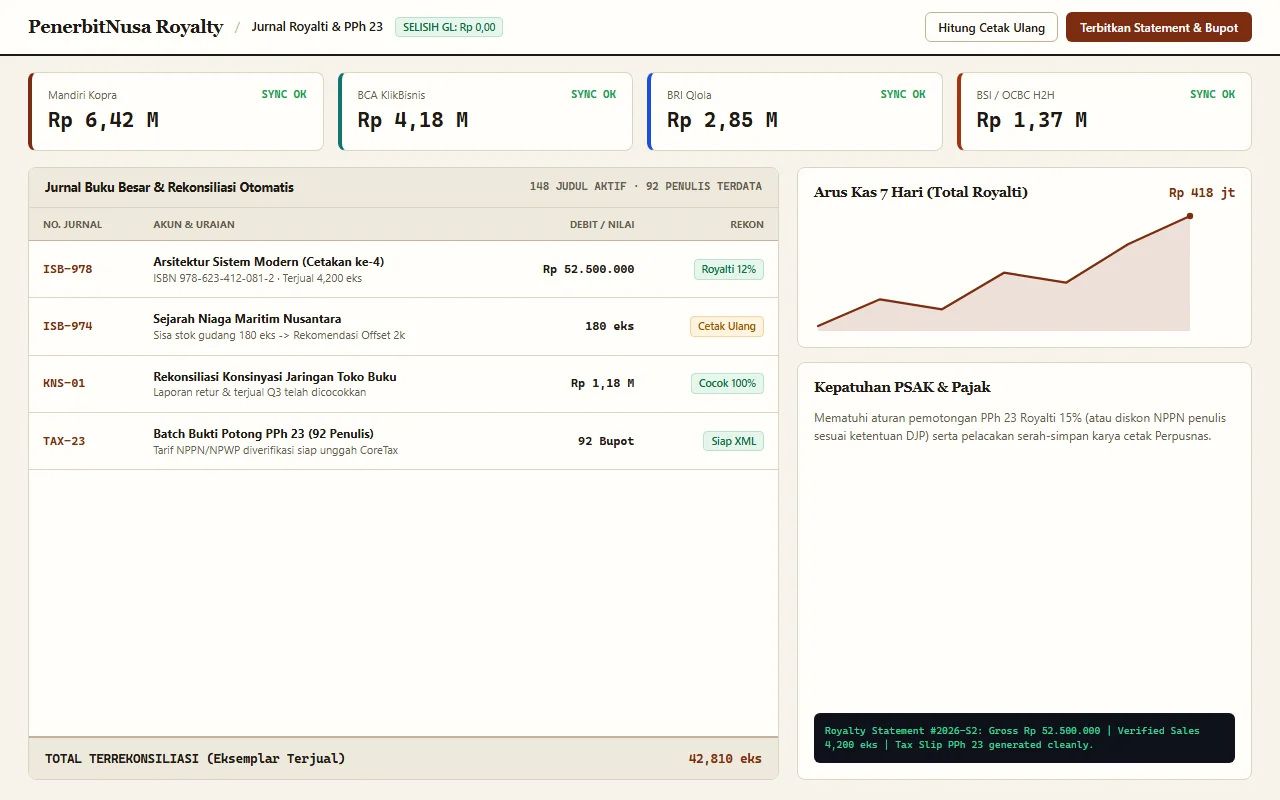 PenerbitNusa Royalty / Jurnal Royalti & PPh 23 SELISIH GL: Rp 0,00 Hitung Cetak Ulang Terbitkan Statement & Bupot
Mandiri Kopra SYNC OK
Rp 6,42 M
BCA KlikBisnis SYNC OK
Rp 4,18 M
BRI Qlola SYNC OK
Rp 2,85 M
BSI / OCBC H2H SYNC OK
Rp 1,37 M
Jurnal Buku Besar & Rekonsiliasi Otomatis 148 JUDUL AKTIF · 92 PENULIS TERDATA
NO. JURNAL AKUN & URAIAN DEBIT / NILAI REKON
ISB-978 Arsitektur Sistem Modern (Cetakan ke-4) Rp 52.500.000 Royalti 12%
ISBN 978-623-412-081-2 · Terjual 4,200 eks
ISB-974 Sejarah Niaga Maritim Nusantara 180 eks Cetak Ulang
Sisa stok gudang 180 eks -> Rekomendasi Offset 2k
KNS-01 Rekonsiliasi Konsinyasi Jaringan Toko Buku Rp 1,18 M Cocok 100%
Laporan retur & terjual Q3 telah dicocokkan
TAX-23 Batch Bukti Potong PPh 23 (92 Penulis) 92 Bupot Siap XML
Tarif NPPN/NPWP diverifikasi siap unggah CoreTax
TOTAL TERREKONSILIASI (Eksemplar Terjual) 42,810 eks
Arus Kas 7 Hari (Total Royalti) Rp 418 jt
Kepatuhan PSAK & Pajak
Mematuhi aturan pemotongan PPh 23 Royalti 15% (atau diskon NPPN penulis
sesuai ketentuan DJP) serta pelacakan serah-simpan karya cetak Perpusnas.
Royalty Statement #2026-S2: Gross Rp 52.500.000 | Verified Sales
4,200 eks | Tax Slip PPh 23 generated cleanly.